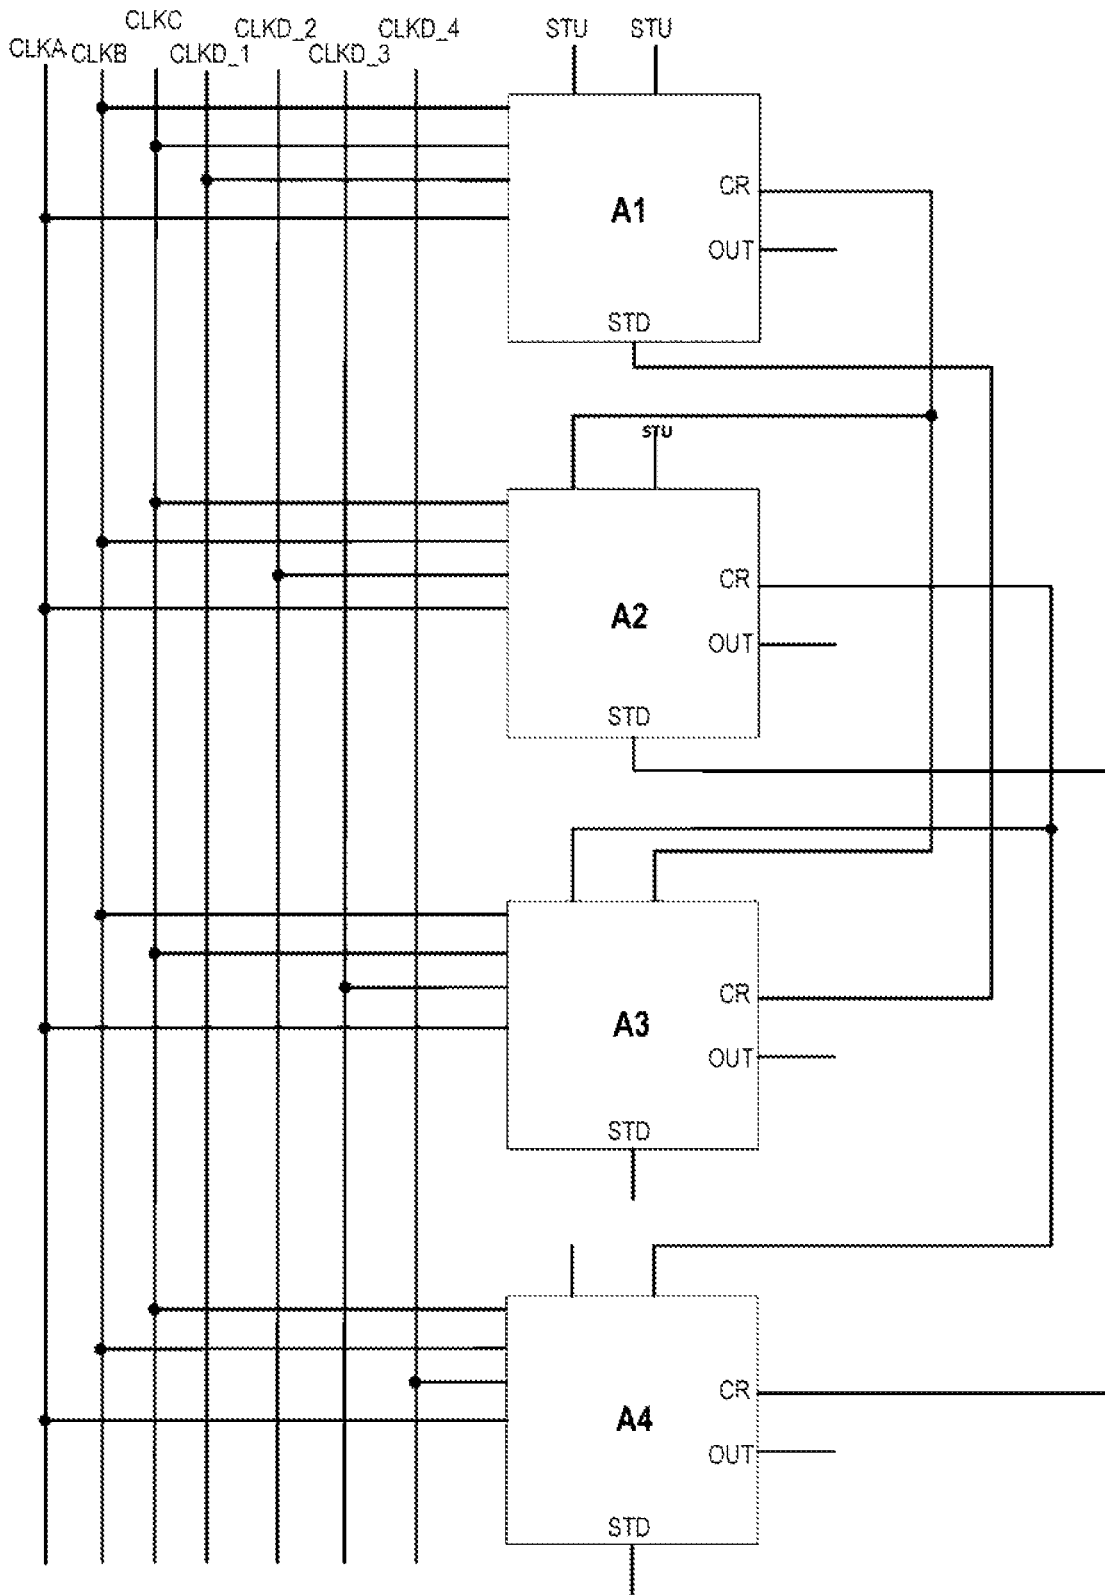 CLKA
CLKB
CLKC
CLKD_1
CLKD_2
CLKD_3
CLKD_4
STU
STU
A1
CR
OUT
STD
STU
A2
CR
OUT
STD
A3
CR
OUT
STD
A4
CR
OUT
STD